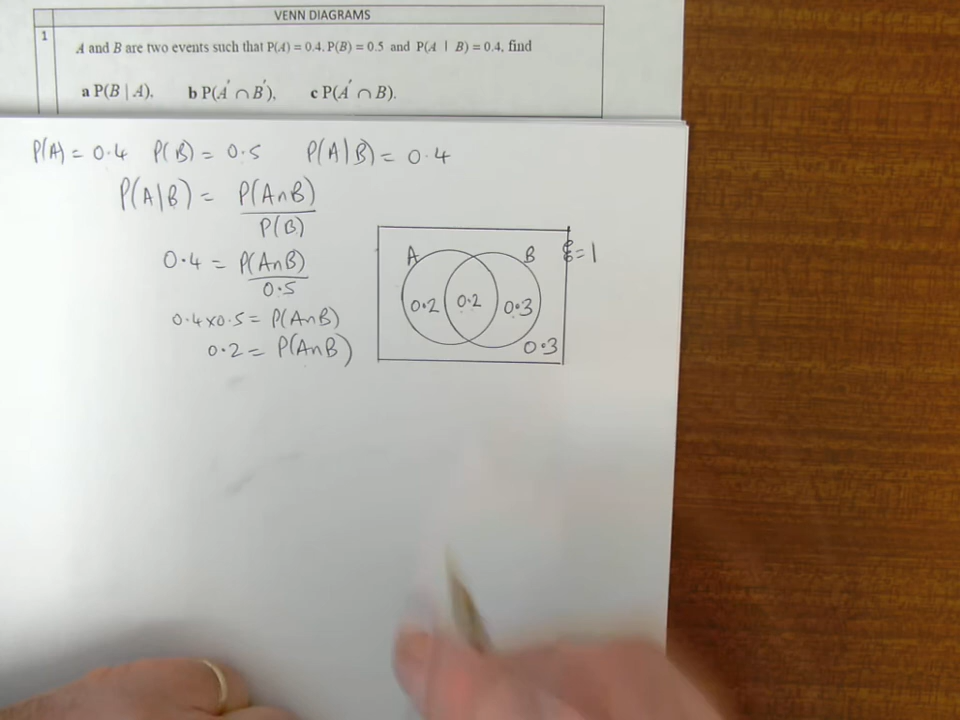 VENN DIAGRAMS
1
A and B are two events such that P(A) = 0.4. P(B) = 0.5 and P(A | B) = 0.4, find
a P(B | A), b P(A′ ∩ B′), c P(A′ ∩ B).
P(A) = 0.4 P(B) = 0.5 P(A|B) = 0.4
P(A|B) = P(A∩B)
P(B)
0.4 = P(A∩B)
0.5
0.4×0.5 = P(A∩B)
0.2 = P(A∩B)
A B ξ=1
0.2 0.2 0.3
0.3